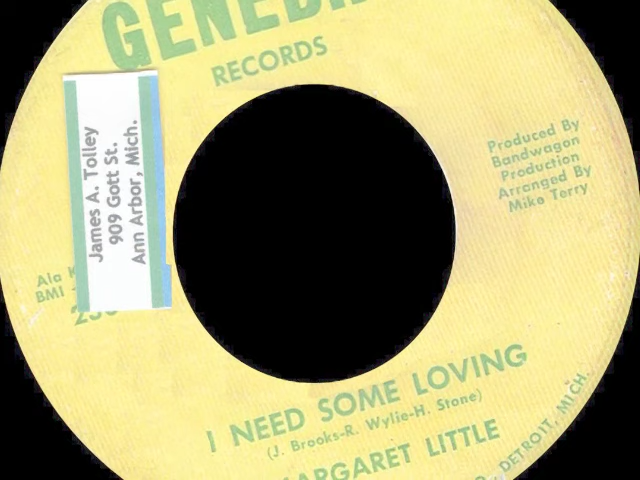 RECORDS
James A. Tolley
909 Gott St.
Ann Arbor, Mich.
Produced By
Bandwagon
Production
Arranged By
Mike Terry
BMI
I NEED SOME LOVING
(J. Brooks-R. Wylie-H. Stone)
MARGARET LITTLE
DETROIT, MICH.